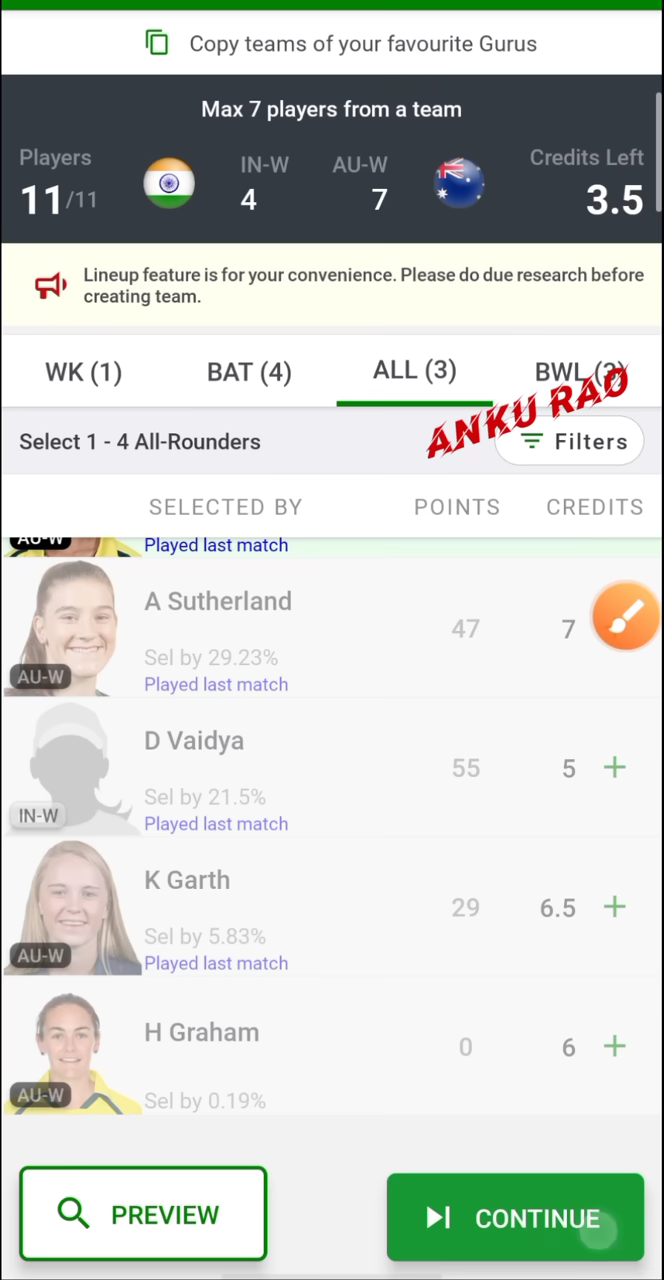 Copy teams of your favourite Gurus
Max 7 players from a team
Players IN-W AU-W Credits Left
11/11 4 7 3.5
Lineup feature is for your convenience. Please do due research before
creating team.
WK (1) BAT (4) ALL (3) BWL (3)
ANKU RAO
Select 1 - 4 All-Rounders Filters
SELECTED BY POINTS CREDITS
AU-W Played last match
A Sutherland
47 7
Sel by 29.23%
AU-W Played last match
D Vaidya
55 5 +
Sel by 21.5%
IN-W Played last match
K Garth
29 6.5 +
Sel by 5.83%
AU-W Played last match
H Graham
0 6 +
AU-W Sel by 0.19%
PREVIEW CONTINUE